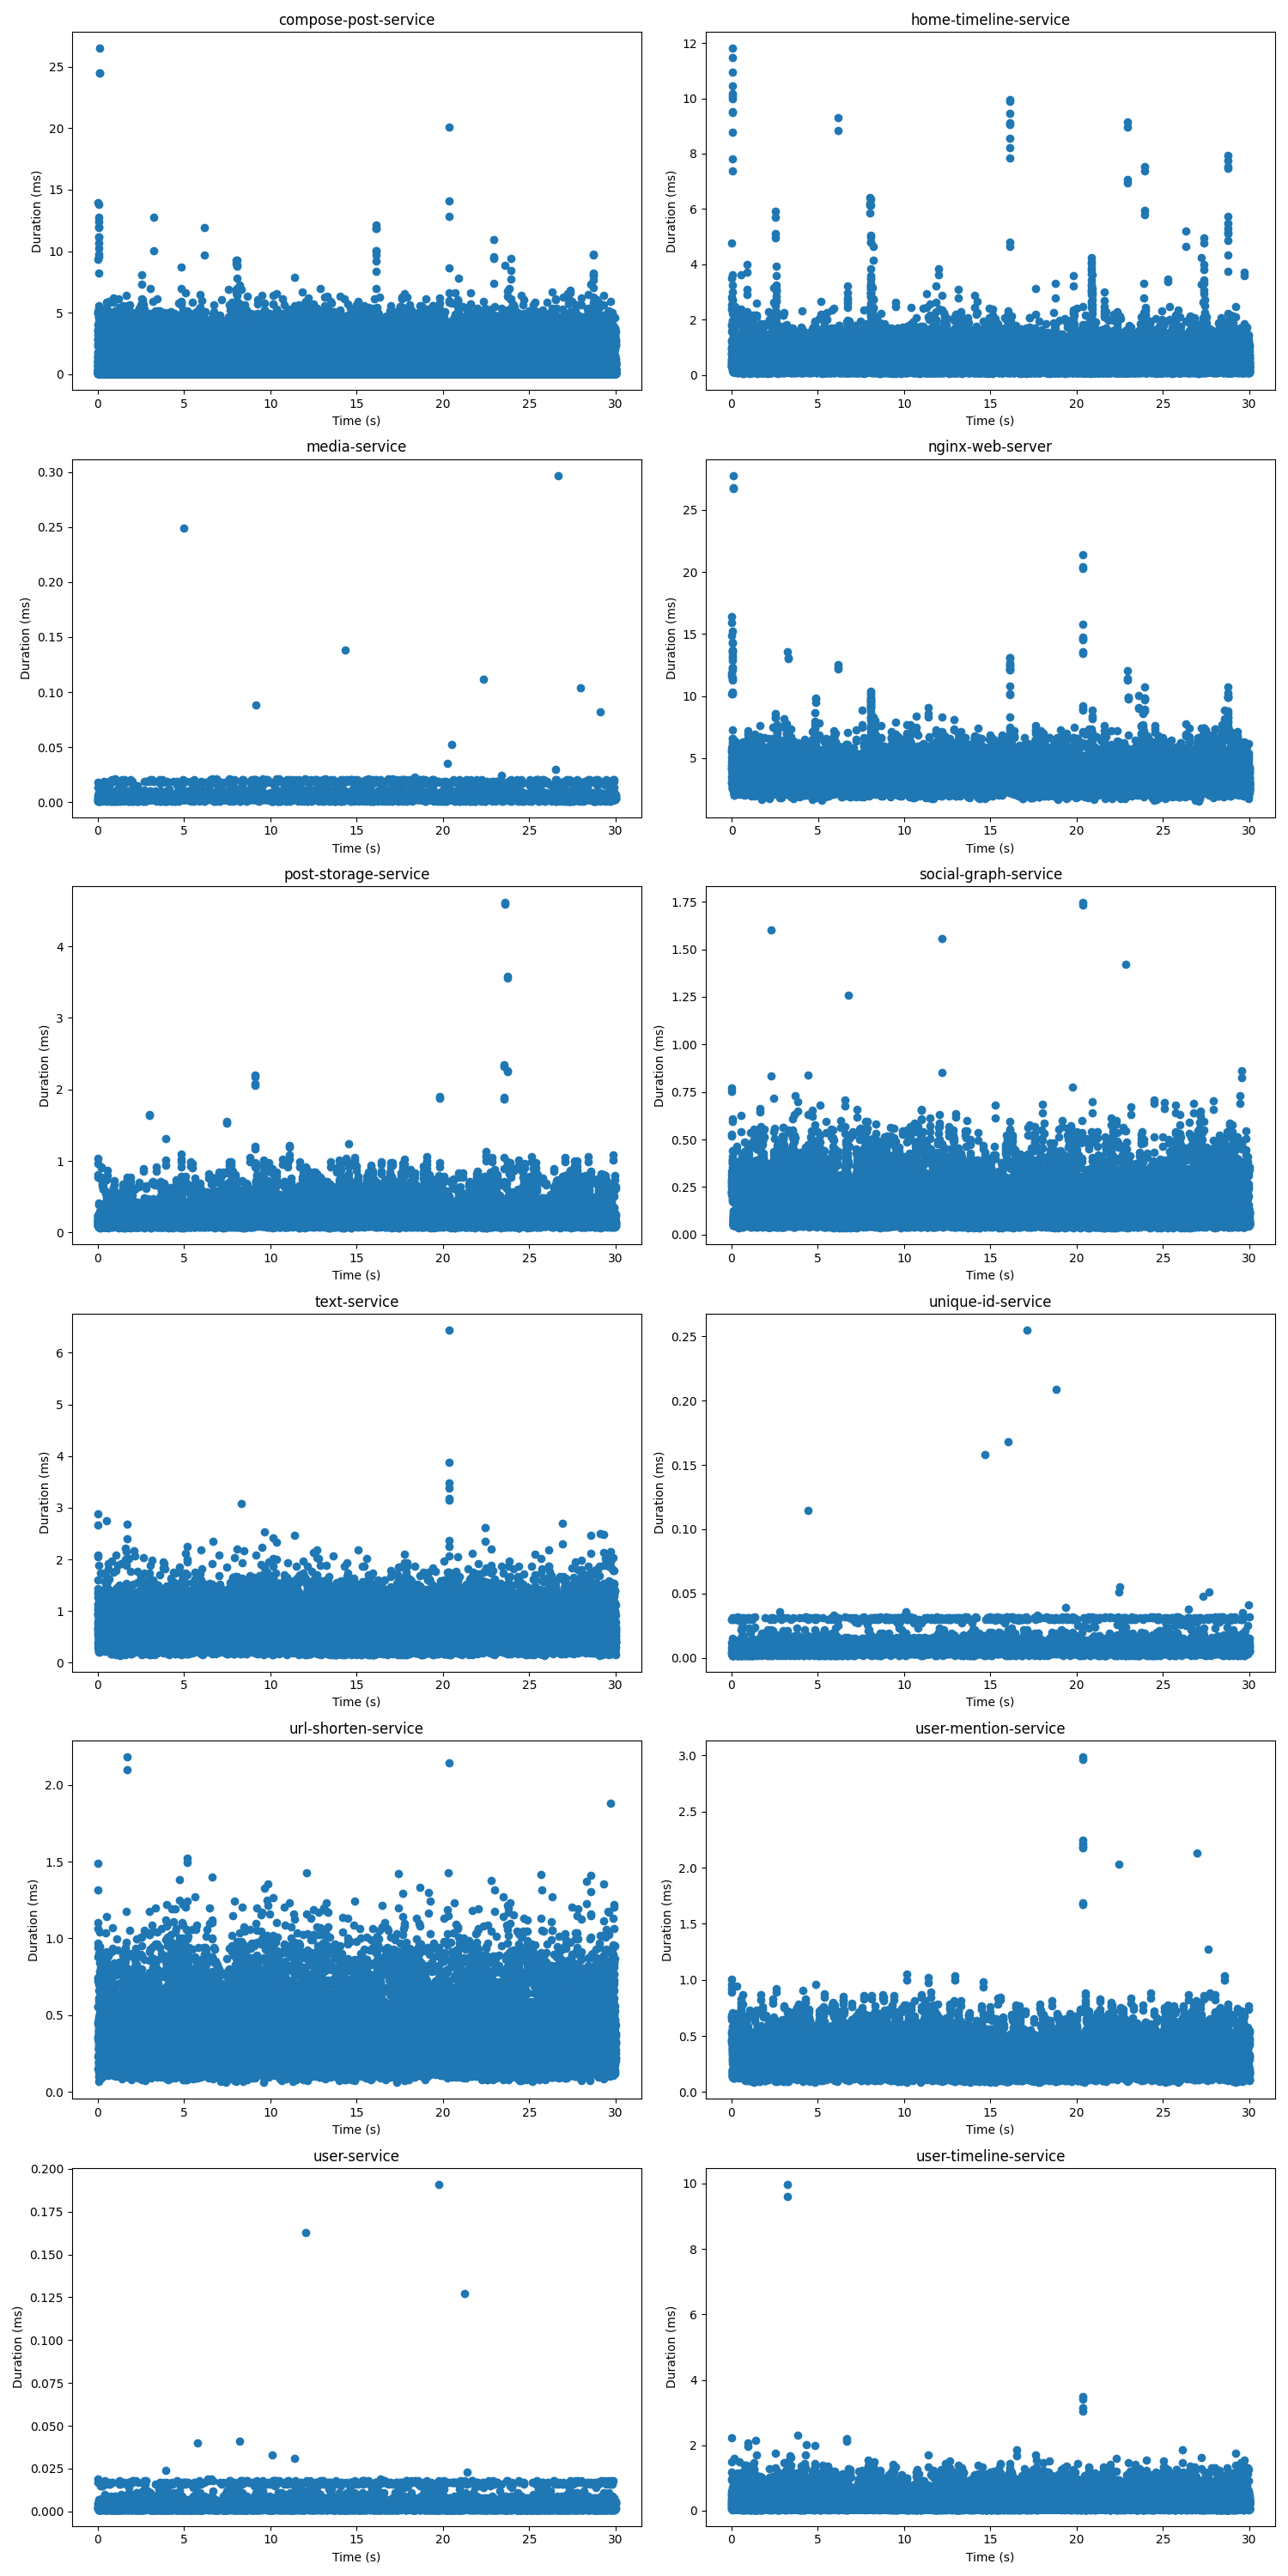 compose-post-service
Duration (ms)
25
20
15
10
5
0
0 5 10 15 20 25 30
Time (s)
home-timeline-service
Duration (ms)
12
10
8
6
4
2
0
0 5 10 15 20 25 30
Time (s)
media-service
Duration (ms)
0.30
0.25
0.20
0.15
0.10
0.05
0.00
0 5 10 15 20 25 30
Time (s)
nginx-web-server
Duration (ms)
25
20
15
10
5
0 5 10 15 20 25 30
Time (s)
post-storage-service
Duration (ms)
4
3
2
1
0
0 5 10 15 20 25 30
Time (s)
social-graph-service
Duration (ms)
1.75
1.50
1.25
1.00
0.75
0.50
0.25
0.00
0 5 10 15 20 25 30
Time (s)
text-service
Duration (ms)
6
5
4
3
2
1
0
0 5 10 15 20 25 30
Time (s)
unique-id-service
Duration (ms)
0.25
0.20
0.15
0.10
0.05
0.00
0 5 10 15 20 25 30
Time (s)
url-shorten-service
Duration (ms)
2.0
1.5
1.0
0.5
0.0
0 5 10 15 20 25 30
Time (s)
user-mention-service
Duration (ms)
3.0
2.5
2.0
1.5
1.0
0.5
0.0
0 5 10 15 20 25 30
Time (s)
user-service
Duration (ms)
0.200
0.175
0.150
0.125
0.100
0.075
0.050
0.025
0.000
0 5 10 15 20 25 30
Time (s)
user-timeline-service
Duration (ms)
10
8
6
4
2
0
0 5 10 15 20 25 30
Time (s)